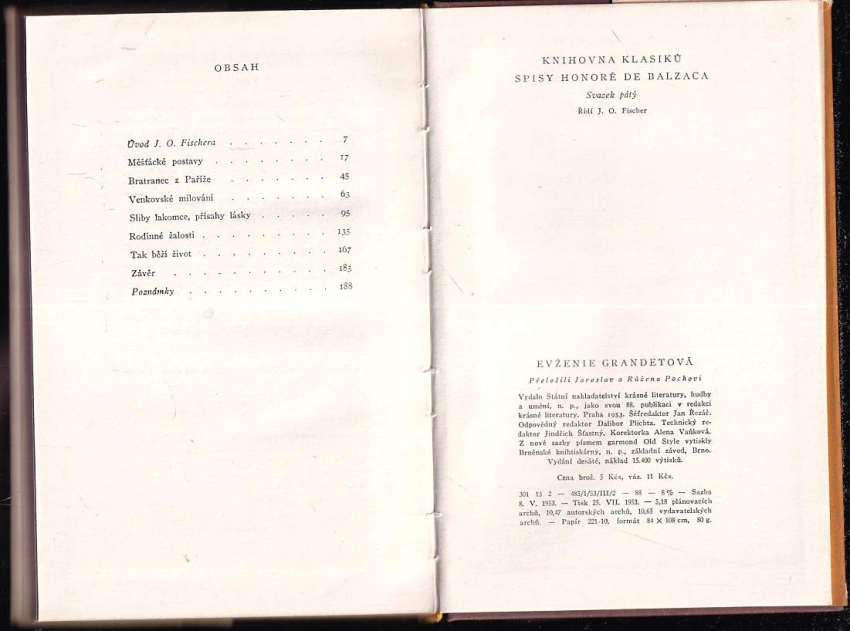 OBSAH
Úvod J. O. Fischera . . . . . . . 7
Měšťácké postavy . . . . . . . . 17
Bratranec z Paříže . . . . . . . 45
Venkovské milování . . . . . . . 63
Sliby lakomce, přísahy lásky . . . . . 95
Rodinné žalosti . . . . . . . . . 135
Tak běží život . . . . . . . . . 167
Závěr . . . . . . . . . . 185
Poznámky . . . . . . . . . . 188
KNIHOVNA KLASIKŮ
SPISY HONORÉ DE BALZACA
Svazek pátý
Řídí J. O. Fischer
EVŽENIE GRANDETOVÁ
Přeložili Jaroslav a Růžena Pochovi
Vydalo Státní nakladatelství krásné literatury, hudby
a umění, n. p., jako svou 88. publikaci v redakci
krásné literatury. Praha 1953. Šéfredaktor Jan Řezáč.
Odpovědný redaktor Dalibor Plichta. Technický re-
daktor Jindřich Šťastný. Korektorka Alena Vaňková.
Z nové sazby písmem garmond Old Style vytiskly
Brněnské knihtiskárny, n. p., základní závod, Brno.
Vydání desáté, náklad 15.400 výtisků.
Cena brož. 5 Kčs, váz. 11 Kčs.
301 13 2 — 485/1/53/III/2 — 88 — 8% — Sazba
8. V. 1953. — Tisk 25. VII. 1953. — 5,18 plánovacích
archů, 10,47 autorských archů, 10,65 vydavatelských
archů. — Papír 221-10, formát 84 × 108 cm, 80 g.